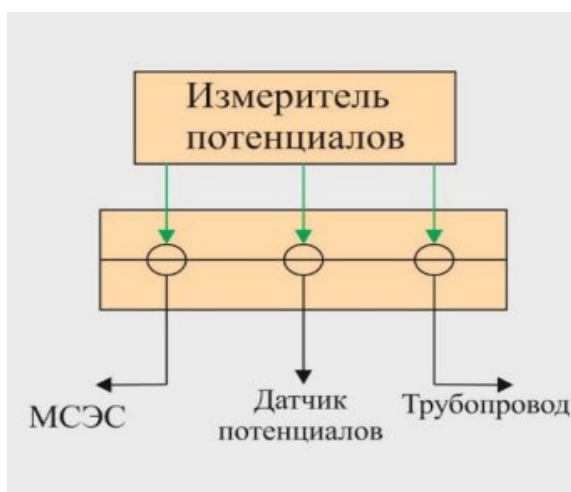 Измеритель
потенциалов
МСЭС
Датчик
потенциалов
Трубопровод